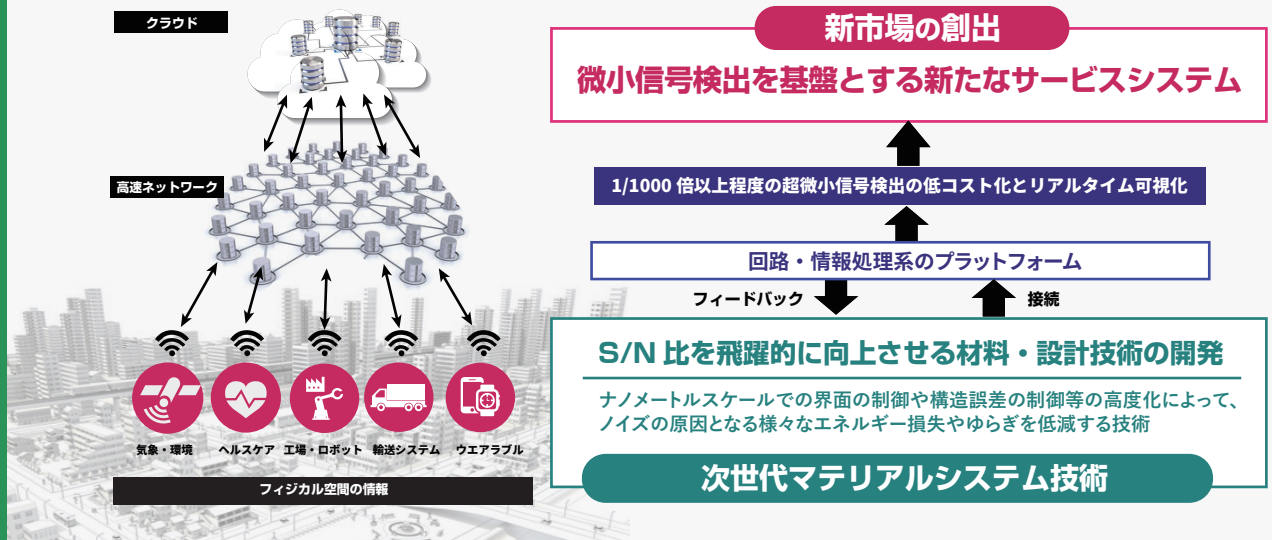 クラウド
高速ネットワーク
気象・環境
ヘルスケア
工場・ロボット
輸送システム
ウエアラブル
フィジカル空間の情報
新市場の創出
微小信号検出を基盤とする新たなサービスシステム
1/1000 倍以上程度の超微小信号検出の低コスト化とリアルタイム可視化
回路・情報処理系のプラットフォーム
フィードバック
接続
S/N 比を飛躍的に向上させる材料・設計技術の開発
ナノメートルスケールでの界面の制御や構造誤差の制御等の高度化によって、
ノイズの原因となる様々なエネルギー損失やゆらぎを低減する技術
次世代マテリアルシステム技術